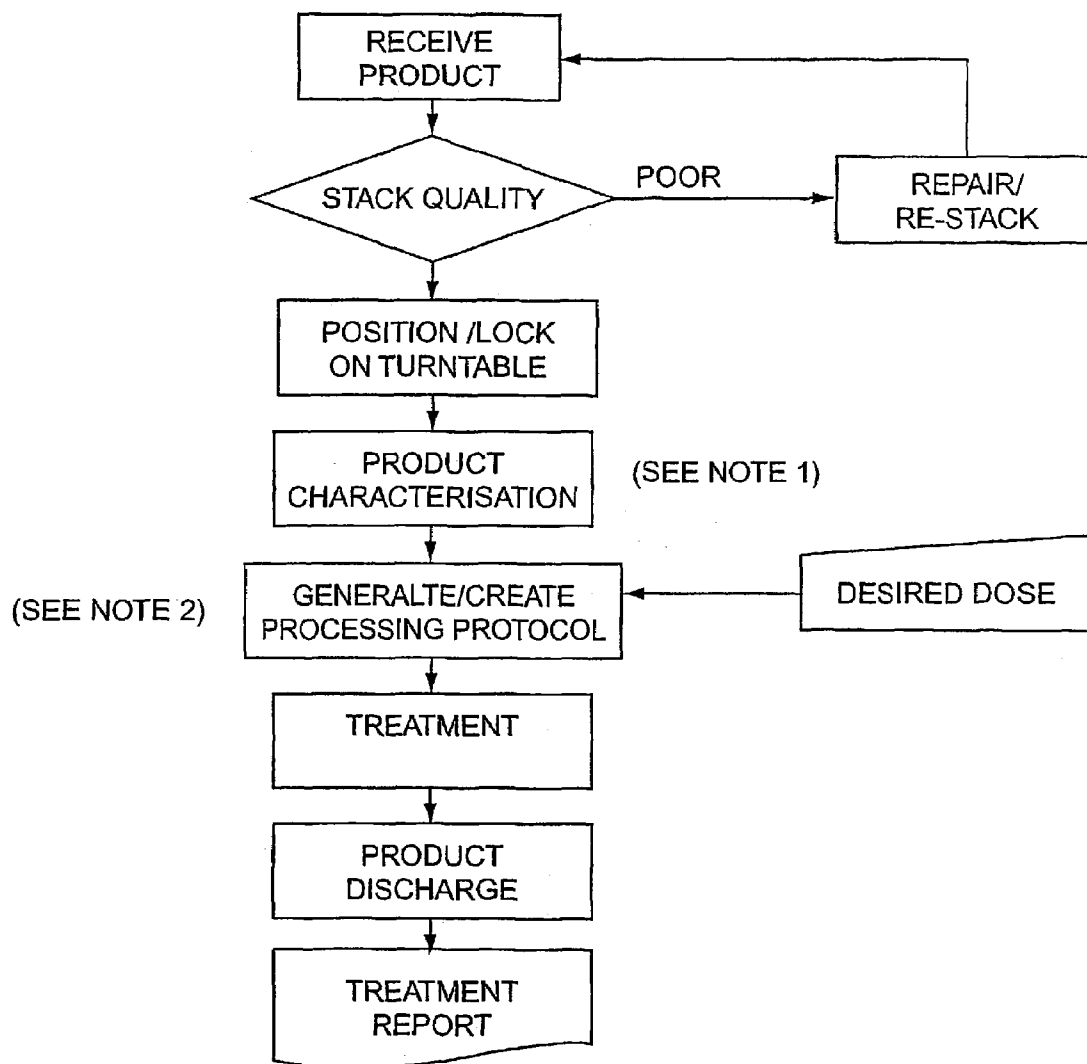 RECEIVE
PRODUCT
STACK QUALITY
POOR
REPAIR/
RE-STACK
POSITION /LOCK
ON TURNTABLE
PRODUCT
CHARACTERISATION
(SEE NOTE 1)
(SEE NOTE 2)
GENERALTE/CREATE
PROCESSING PROTOCOL
DESIRED DOSE
TREATMENT
PRODUCT
DISCHARGE
TREATMENT
REPORT